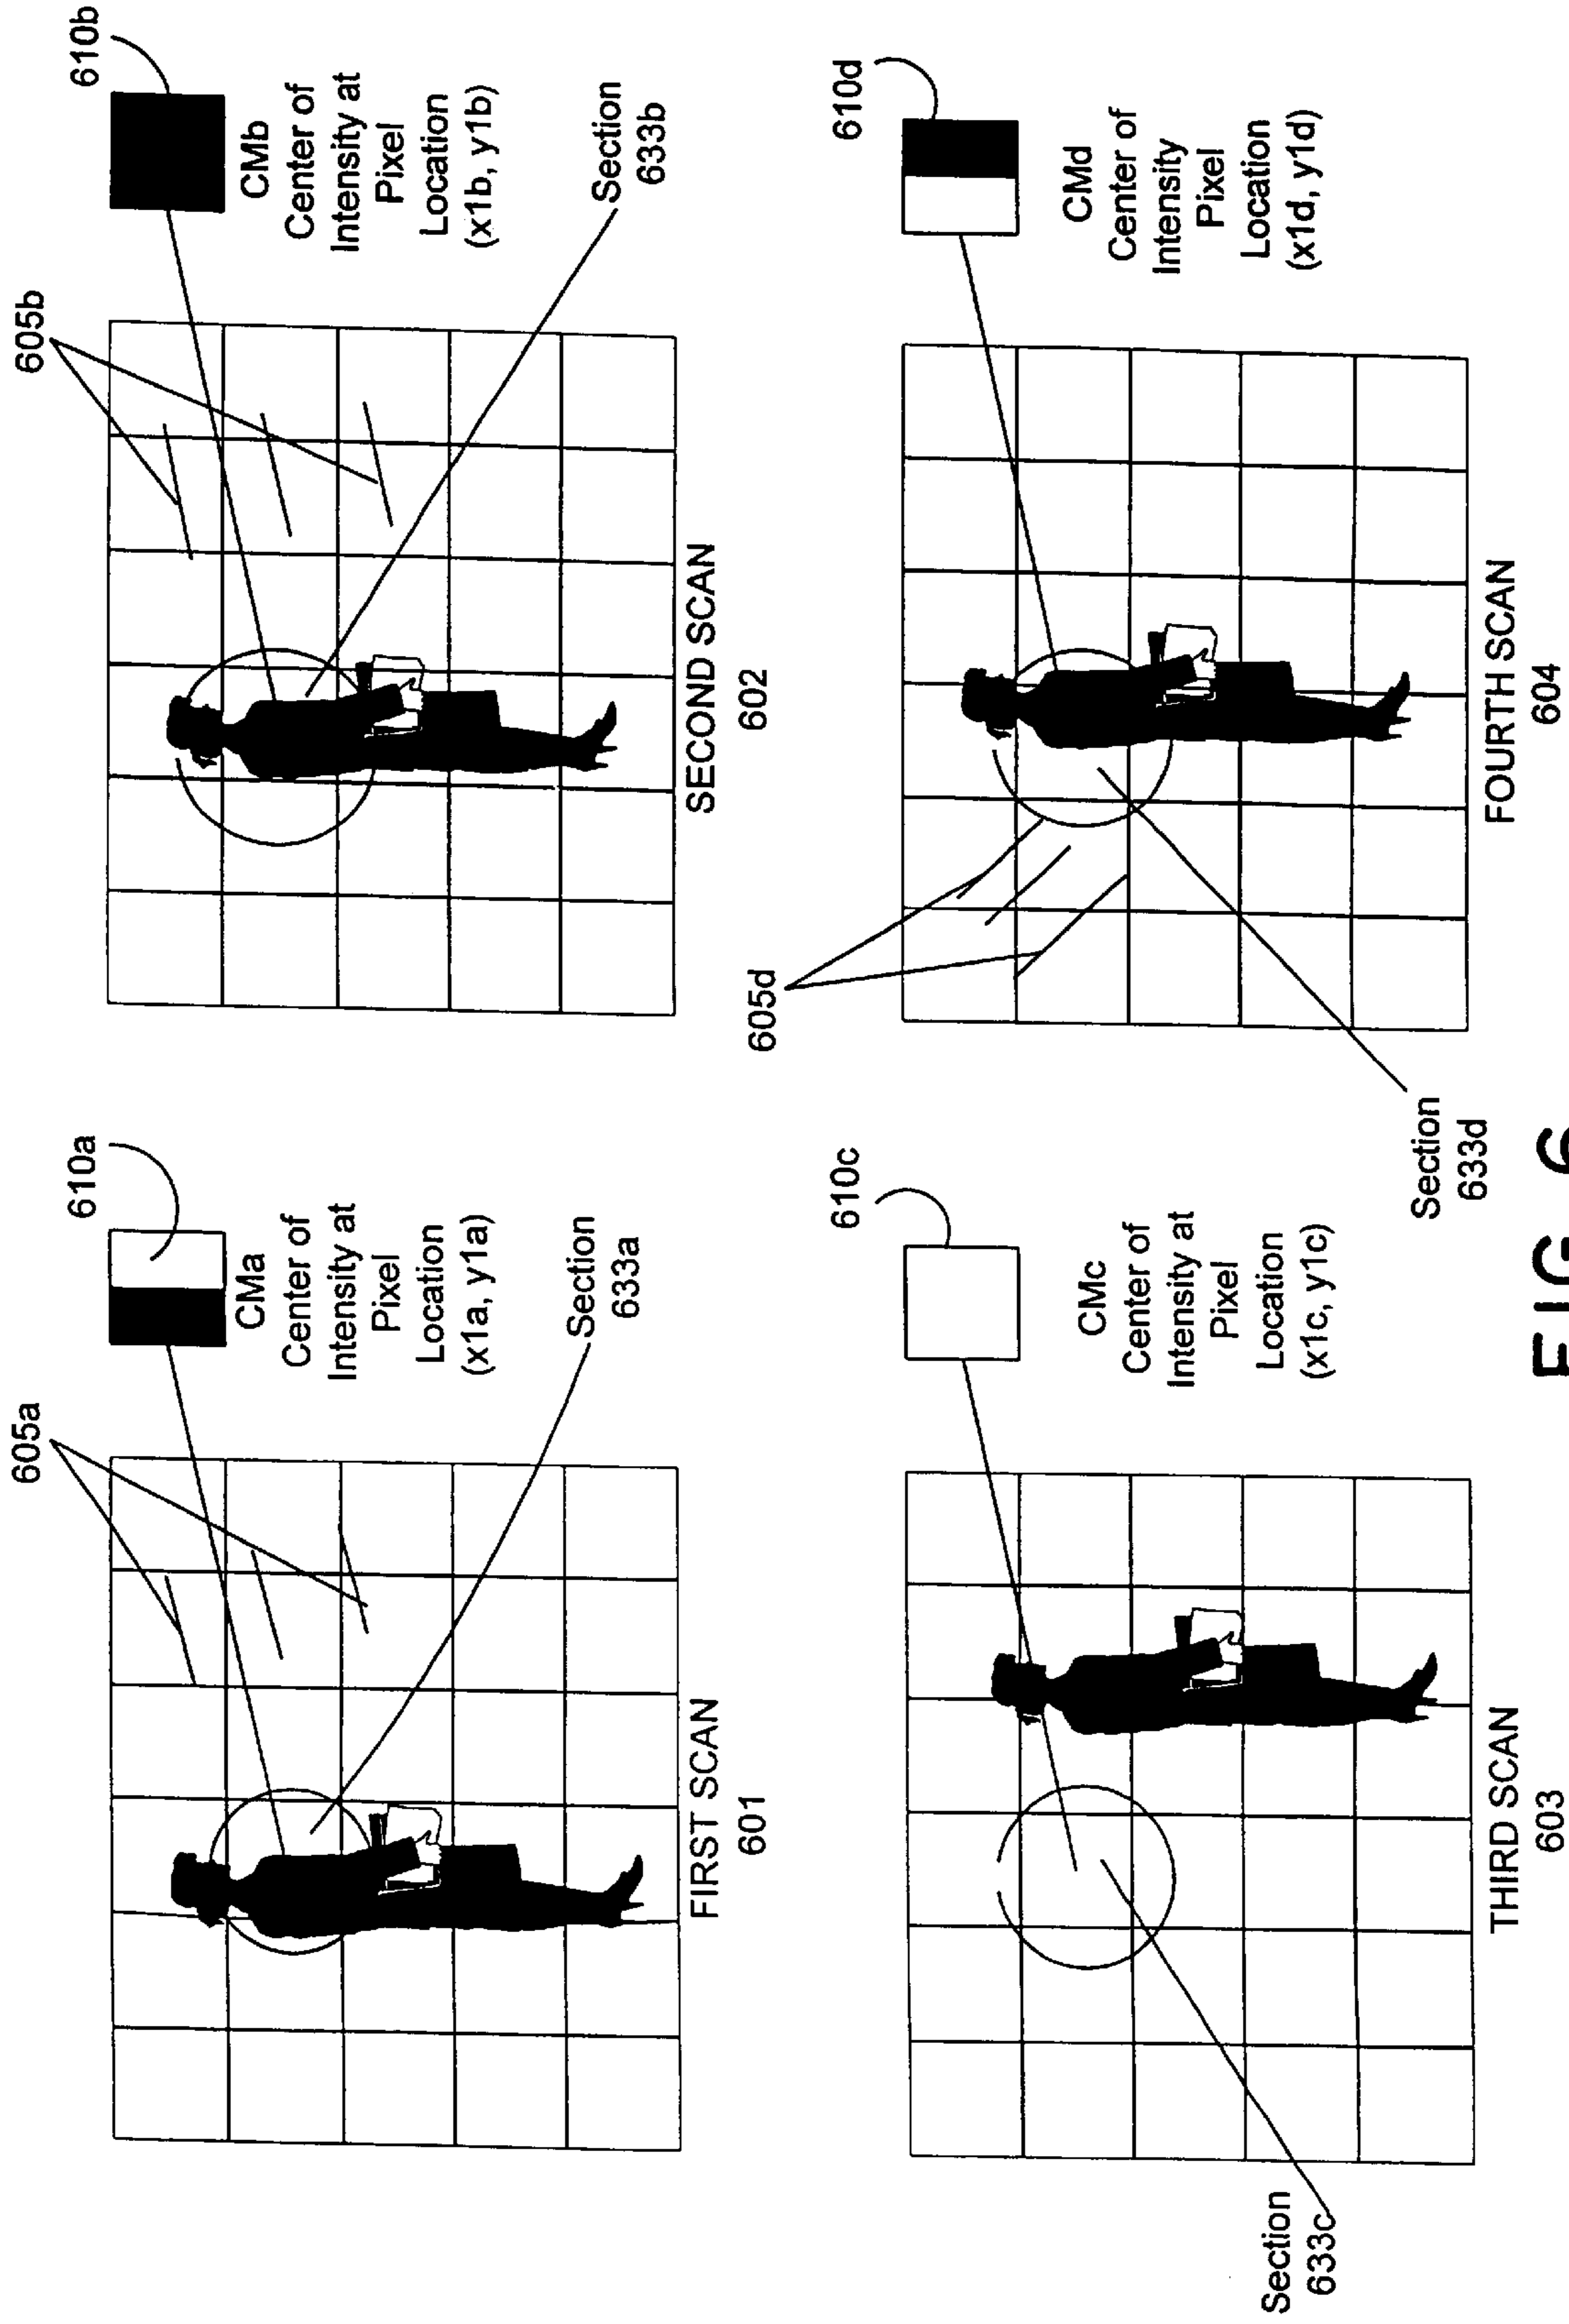 605a
610a
CMa
Center of
Intensity at
Pixel
Location
(x1a, y1a)
Section
633a
FIRST SCAN
601
605b
610b
CMb
Center of
Intensity at
Pixel
Location
(x1b, y1b)
Section
633b
SECOND SCAN
602
610c
CMc
Center of
Intensity at
Pixel
Location
(x1c, y1c)
Section
633c
THIRD SCAN
603
605d
610d
CMd
Center of
Intensity
Pixel
Location
(x1d, y1d)
Section
633d
FOURTH SCAN
604
FIG 6